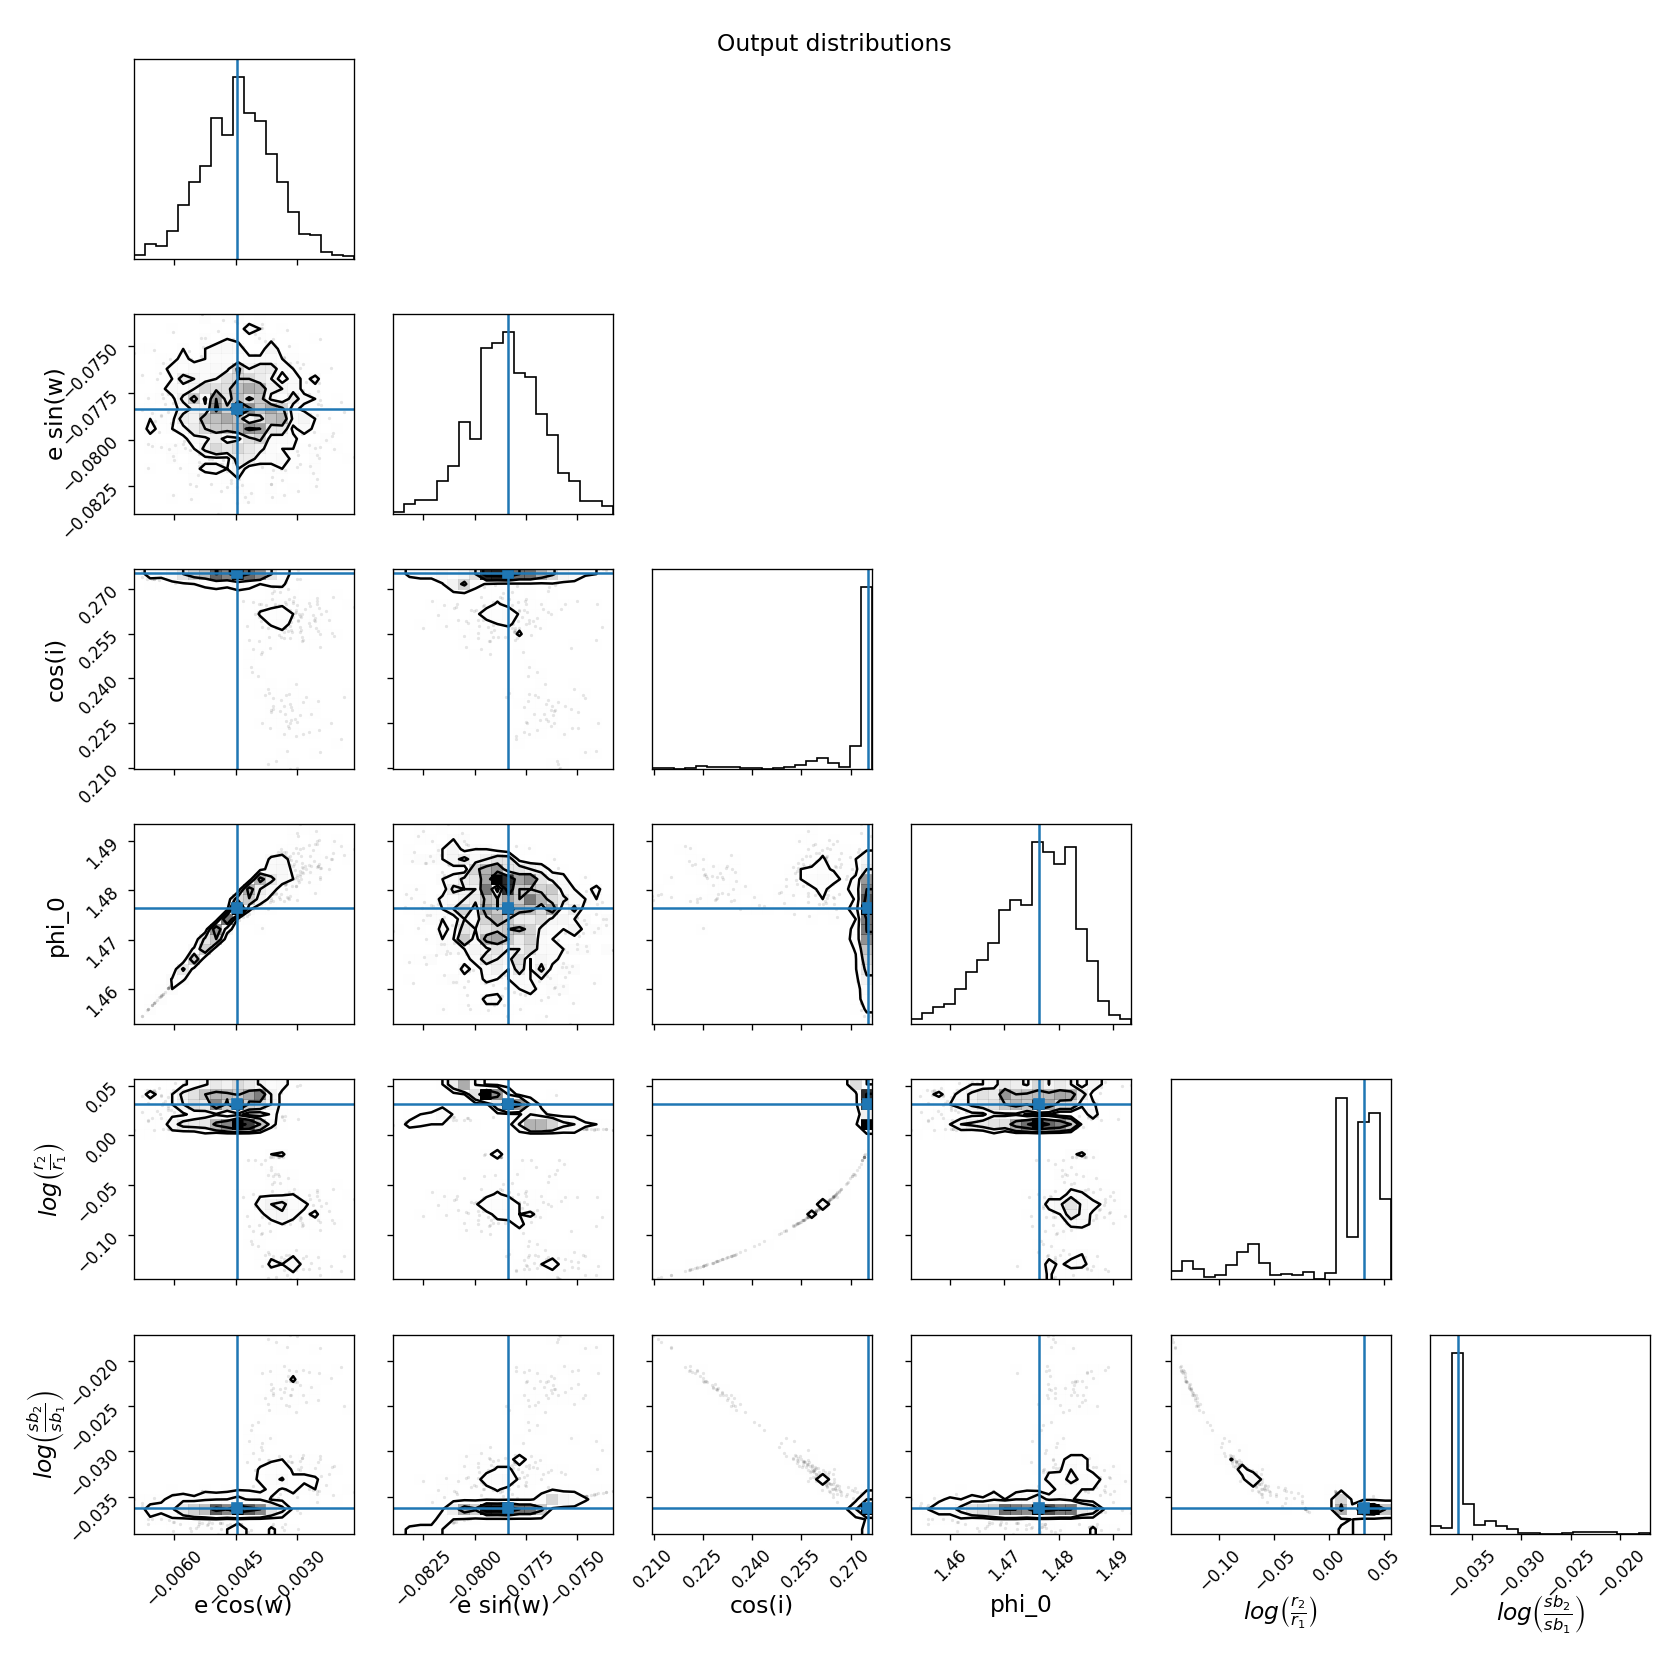 Output distributions
e sin(w)
−0.0750
−0.0775
−0.0800
−0.0825
cos(i)
0.270
0.255
0.240
0.225
0.210
phi_0
1.49
1.48
1.47
1.46
log(r2/r1)
0.05
0.00
−0.05
−0.10
log(sb2/sb1)
−0.020
−0.025
−0.030
−0.035
−0.0060 −0.0045 −0.0030
e cos(w)
−0.0825 −0.0800 −0.0775 −0.0750
e sin(w)
0.210 0.225 0.240 0.255 0.270
cos(i)
1.46 1.47 1.48 1.49
phi_0
−0.10 −0.05 0.00 0.05
log(r2/r1)
−0.035 −0.030 −0.025 −0.020
log(sb2/sb1)